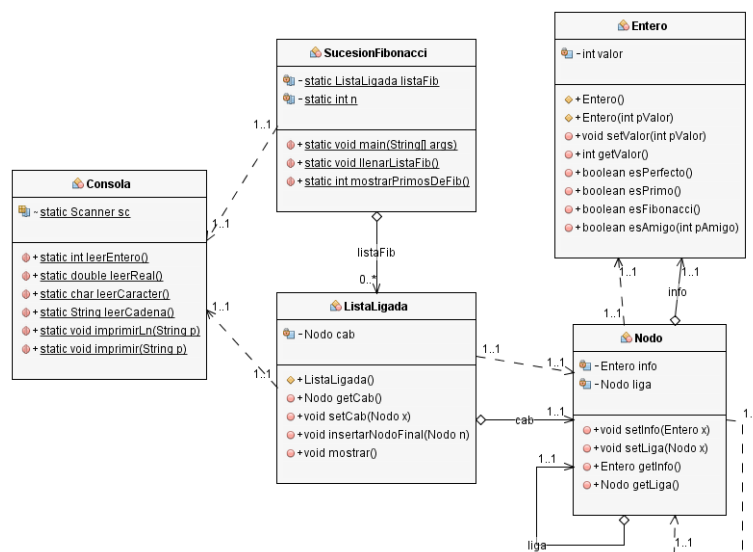 SucesionFibonacci
- static ListaLigada listaFib
- static int n
+ static void main(String[] args)
+ static void llenarListaFib()
+ static int mostrarPrimosDeFib()
Entero
- int valor
+ Entero()
+ Entero(int pValor)
+ void setValor(int pValor)
+ int getValor()
+ boolean esPerfecto()
+ boolean esPrimo()
+ boolean esFibonacci()
+ boolean esAmigo(int pAmigo)
Consola
~ static Scanner sc
+ static int leerEntero()
+ static double leerReal()
+ static char leerCaracter()
+ static String leerCadena()
+ static void imprimirLn(String p)
+ static void imprimir(String p)
1..1
1..1
listaFib
0..*
1..1
1..1
ListaLigada
- Nodo cab
+ ListaLigada()
+ Nodo getCab()
+ void setCab(Nodo x)
+ void insertarNodoFinal(Nodo n)
+ void mostrar()
1..1
1..1
cab
1..1
1..1
1..1
1..1
info
Nodo
- Entero info
- Nodo liga
+ void setInfo(Entero x)
+ void setLiga(Nodo x)
+ Entero getInfo()
+ Nodo getLiga()
1..1
liga
1..1